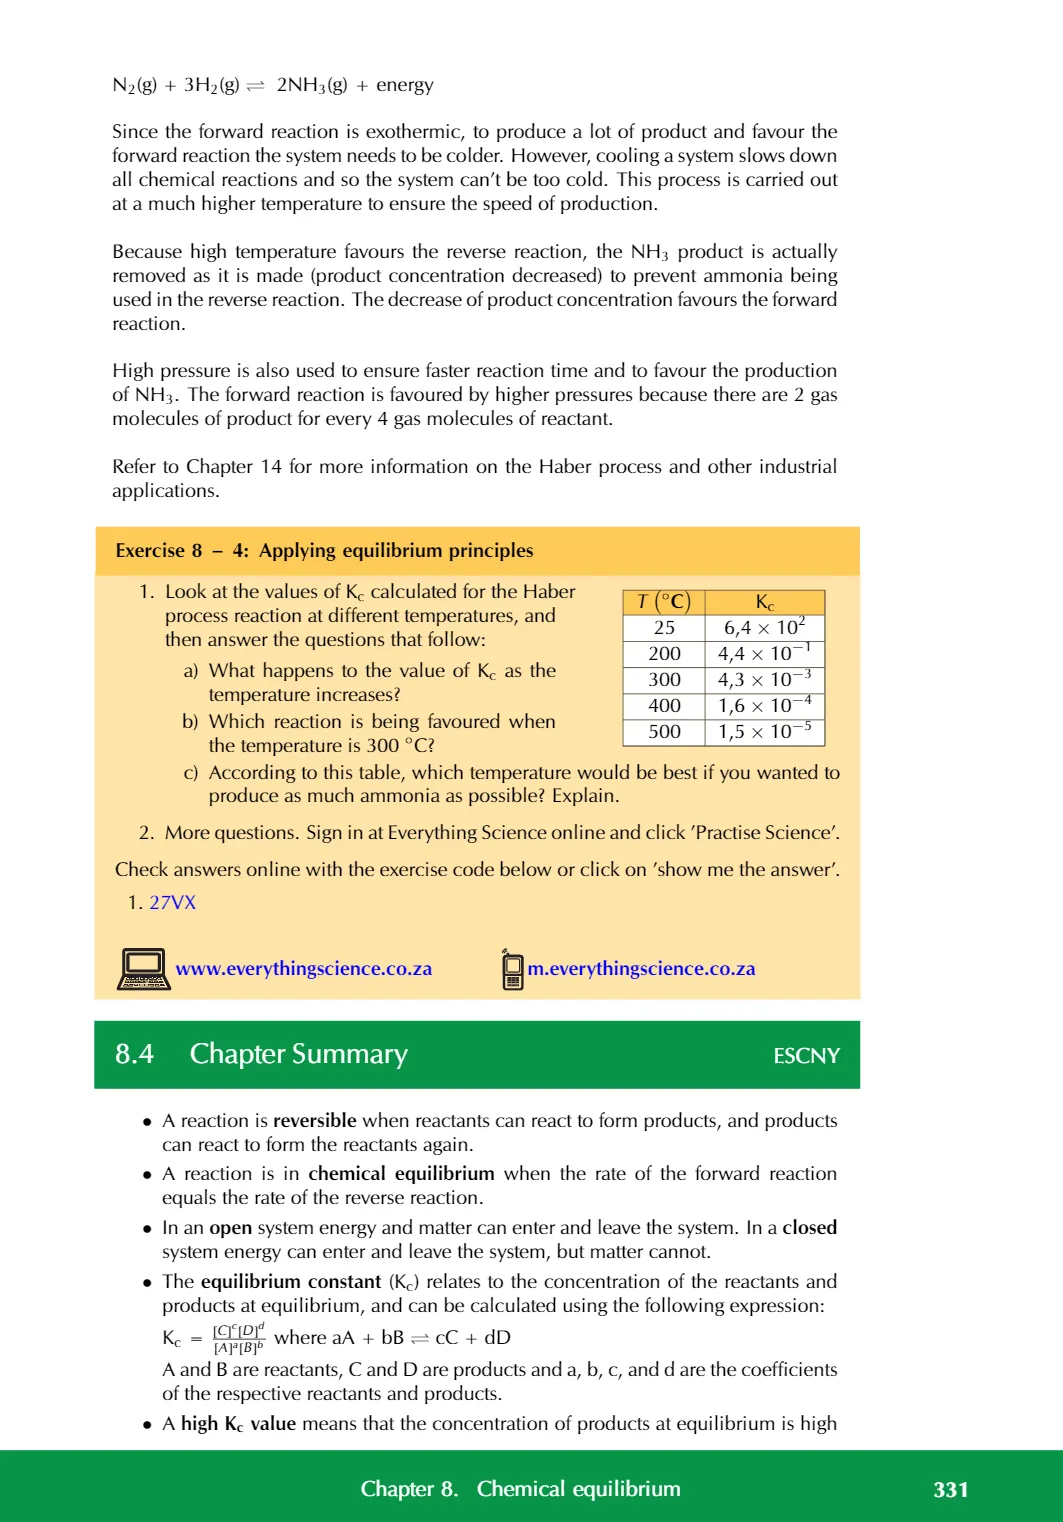 N2(g) + 3H2(g) ⇌ 2NH3(g) + energy
Since the forward reaction is exothermic, to produce a lot of product and favour the
forward reaction the system needs to be colder. However, cooling a system slows down
all chemical reactions and so the system can't be too cold. This process is carried out
at a much higher temperature to ensure the speed of production.
Because high temperature favours the reverse reaction, the NH3 product is actually
removed as it is made (product concentration decreased) to prevent ammonia being
used in the reverse reaction. The decrease of product concentration favours the forward
reaction.
High pressure is also used to ensure faster reaction time and to favour the production
of NH3. The forward reaction is favoured by higher pressures because there are 2 gas
molecules of product for every 4 gas molecules of reactant.
Refer to Chapter 14 for more information on the Haber process and other industrial
applications.
Exercise 8 – 4: Applying equilibrium principles
1. Look at the values of Kc calculated for the Haber
process reaction at different temperatures, and
then answer the questions that follow:
a) What happens to the value of Kc as the
temperature increases?
b) Which reaction is being favoured when
the temperature is 300 °C?
T (°C) Kc
25 6,4 × 10^2
200 4,4 × 10^−1
300 4,3 × 10^−3
400 1,6 × 10^−4
500 1,5 × 10^−5
c) According to this table, which temperature would be best if you wanted to
produce as much ammonia as possible? Explain.
2. More questions. Sign in at Everything Science online and click 'Practise Science'.
Check answers online with the exercise code below or click on 'show me the answer'.
1. 27VX
www.everythingscience.co.za m.everythingscience.co.za
8.4 Chapter Summary ESCNY
• A reaction is reversible when reactants can react to form products, and products
can react to form the reactants again.
• A reaction is in chemical equilibrium when the rate of the forward reaction
equals the rate of the reverse reaction.
• In an open system energy and matter can enter and leave the system. In a closed
system energy can enter and leave the system, but matter cannot.
• The equilibrium constant (Kc) relates to the concentration of the reactants and
products at equilibrium, and can be calculated using the following expression:
Kc = [C]^c[D]^d / [A]^a[B]^b where aA + bB ⇌ cC + dD
A and B are reactants, C and D are products and a, b, c, and d are the coefficients
of the respective reactants and products.
• A high Kc value means that the concentration of products at equilibrium is high
Chapter 8. Chemical equilibrium 331